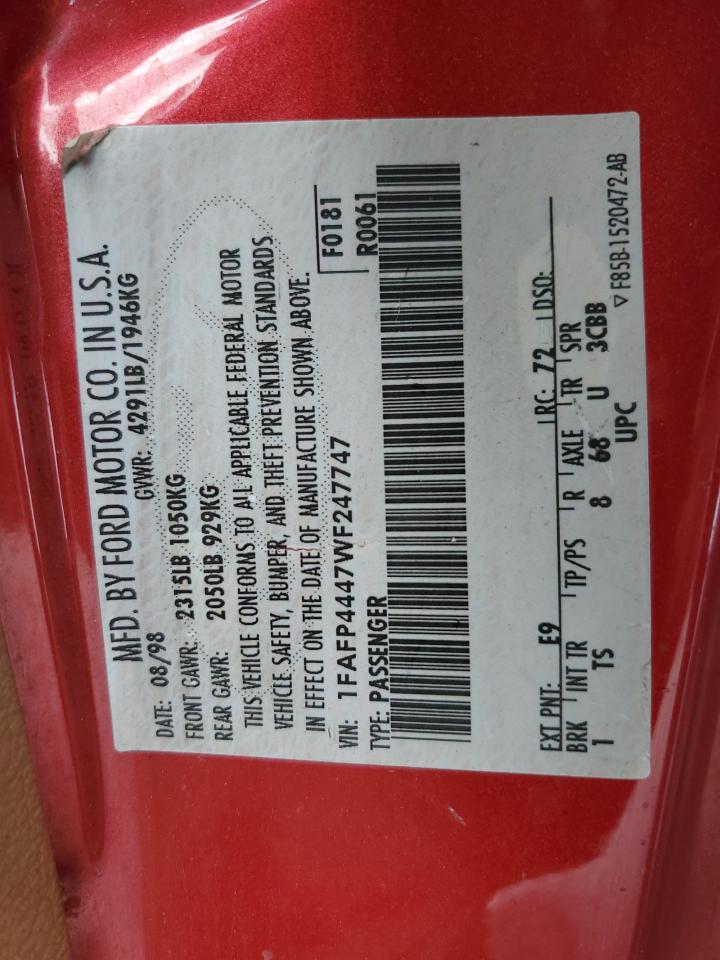 MFD. BY FORD MOTOR CO. IN U.S.A.
DATE: 08/98 GVWR: 4291LB/1946KG
FRONT GAWR: 2315LB 1050KG
REAR GAWR: 2050LB 929KG
THIS VEHICLE CONFORMS TO ALL APPLICABLE FEDERAL MOTOR
VEHICLE SAFETY, BUMPER, AND THEFT PREVENTION STANDARDS
IN EFFECT ON THE DATE OF MANUFACTURE SHOWN ABOVE.
VIN: 1FAFP4447WF247747 F0181
TYPE: PASSENGER R0061
EXT PNT: E9 RC: 72 DSO:
BRK INT TR TP/PS R AXLE TR SPR
1 TS 8 68 U 3CBB
UPC ▽ F85B-1520472-AB